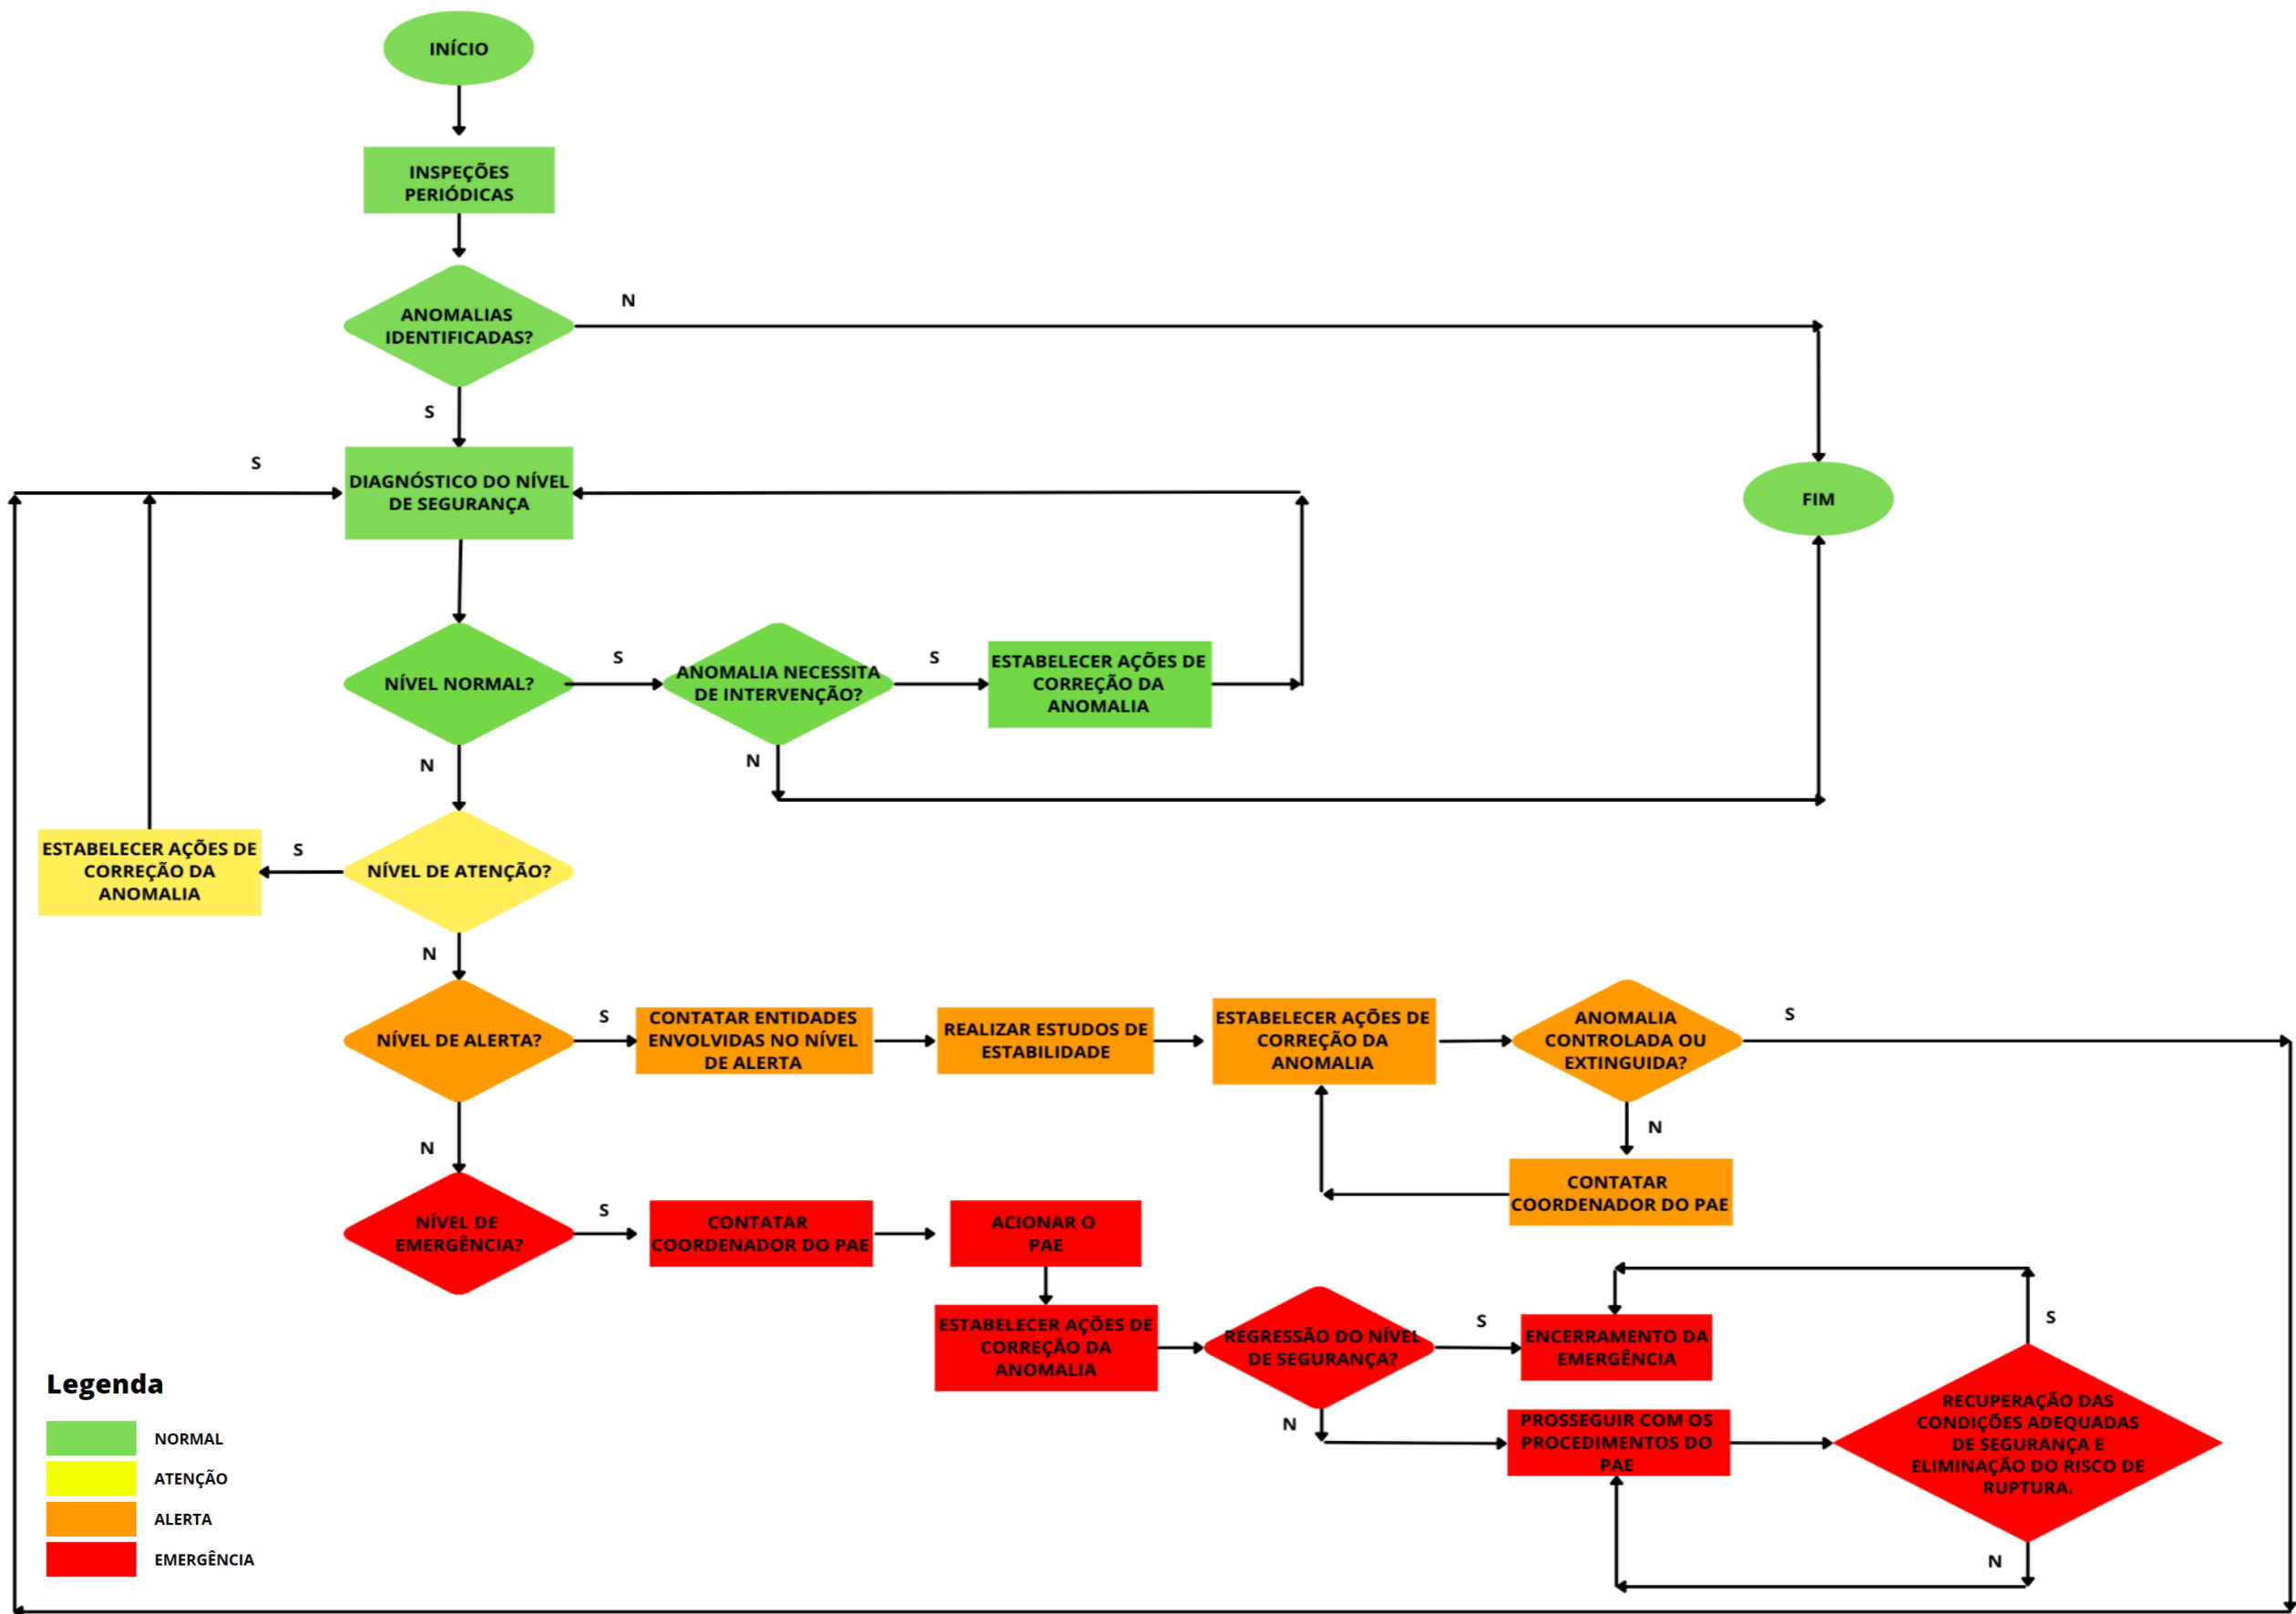 INÍCIO
INSPEÇÕES
PERIÓDICAS
ANOMALIAS
IDENTIFICADAS?
N
S
S
DIAGNÓSTICO DO NÍVEL
DE SEGURANÇA
FIM
NÍVEL NORMAL?
S
ANOMALIA NECESSITA
DE INTERVENÇÃO?
S
ESTABELECER AÇÕES DE
CORREÇÃO DA
ANOMALIA
N
N
ESTABELECER AÇÕES DE
CORREÇÃO DA
ANOMALIA
S
NÍVEL DE ATENÇÃO?
N
NÍVEL DE ALERTA?
S
CONTATAR ENTIDADES
ENVOLVIDAS NO NÍVEL
DE ALERTA
REALIZAR ESTUDOS DE
ESTABILIDADE
ESTABELECER AÇÕES DE
CORREÇÃO DA
ANOMALIA
ANOMALIA
CONTROLADA OU
EXTINGUIDA?
S
N
CONTATAR
COORDENADOR DO PAE
N
NÍVEL DE
EMERGÊNCIA?
S
CONTATAR
COORDENADOR DO PAE
ACIONAR O
PAE
ESTABELECER AÇÕES DE
CORREÇÃO DA
ANOMALIA
REGRESSÃO DO NÍVEL
DE SEGURANÇA?
S
ENCERRAMENTO DA
EMERGÊNCIA
S
N
PROSSEGUIR COM OS
PROCEDIMENTOS DO
PAE
RECUPERAÇÃO DAS
CONDIÇÕES ADEQUADAS
DE SEGURANÇA E
ELIMINAÇÃO DO RISCO DE
RUPTURA.
N
Legenda
NORMAL
ATENÇÃO
ALERTA
EMERGÊNCIA